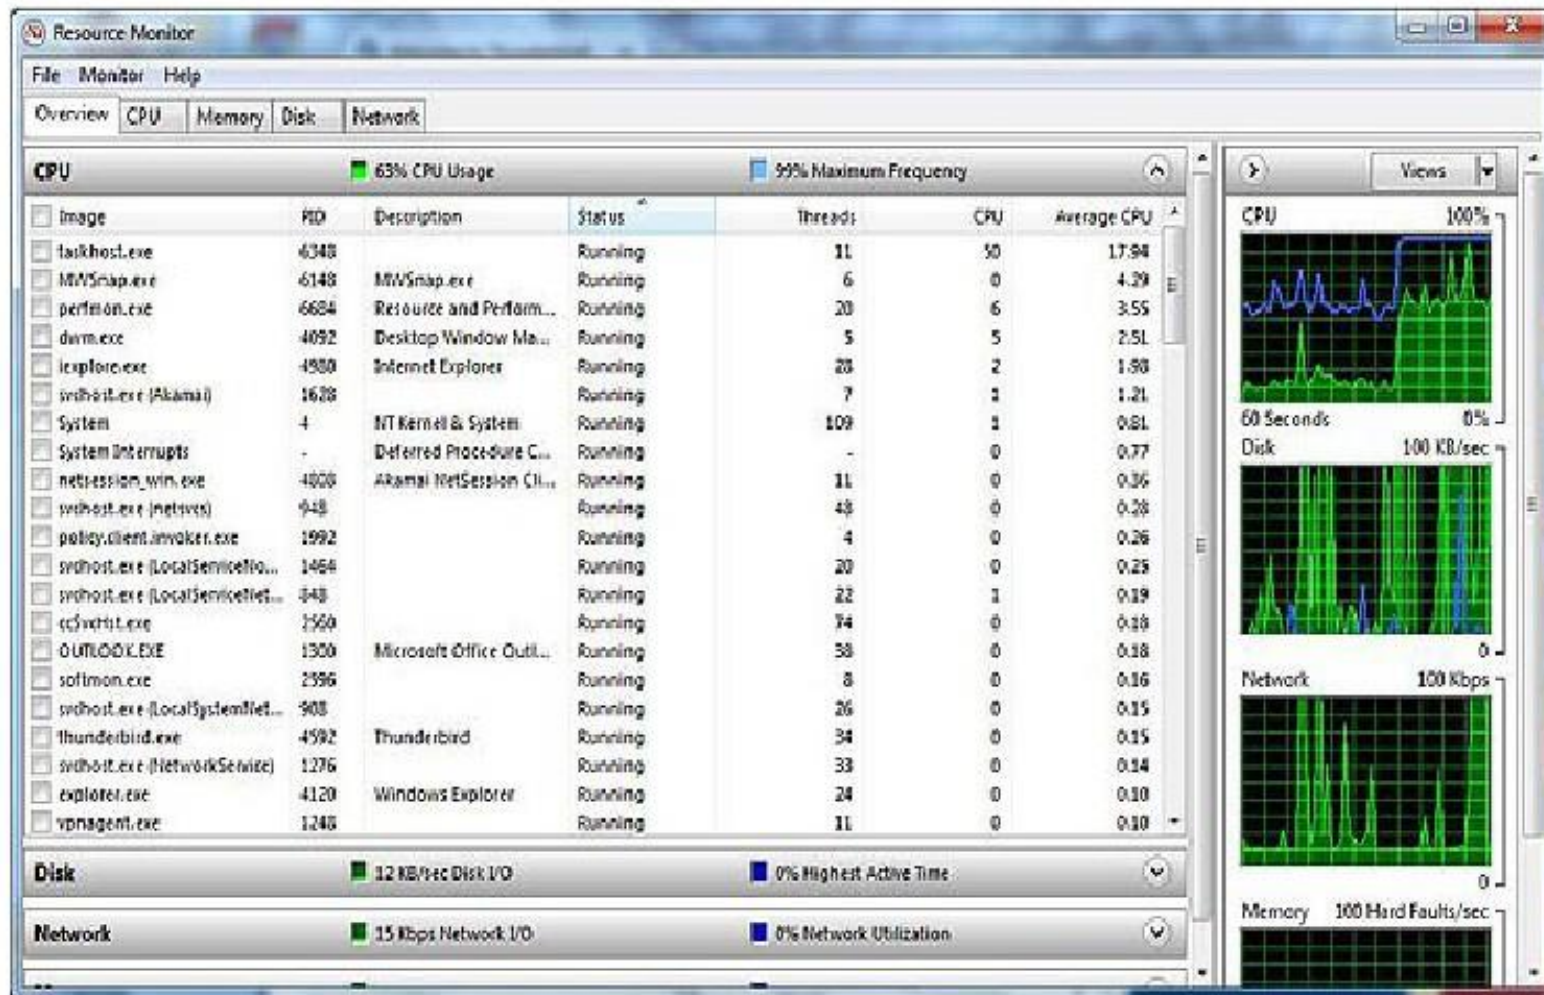 Resource Monitor
File Monitor Help
Overview CPU Memory Disk Network
CPU 63% CPU Usage 99% Maximum Frequency
Image PID Description Status Threads CPU Average CPU
taskhost.exe 6348 Running 11 50 17.94
MWSnap.exe 6148 MWSnap.exe Running 6 0 4.29
perfmon.exe 6684 Resource and Perform... Running 20 6 3.55
dwm.exe 4092 Desktop Window Ma... Running 5 5 2.51
iexplore.exe 4980 Internet Explorer Running 28 2 1.98
svchost.exe (Akamai) 1628 Running 7 1 1.21
System 4 NT Kernel & System Running 109 1 0.81
System Interrupts - Deferred Procedure C... Running - 0 0.77
netsession_win.exe 4808 Akamai NetSession Cli... Running 11 0 0.36
svchost.exe (netsvcs) 948 Running 48 0 0.28
policy.client.invoker.exe 1992 Running 4 0 0.26
svchost.exe (LocalServiceNo... 1464 Running 20 0 0.25
svchost.exe (LocalServiceNet... 848 Running 22 1 0.19
ccSvcHst.exe 2560 Running 74 0 0.18
OUTLOOK.EXE 1300 Microsoft Office Outl... Running 38 0 0.18
softmon.exe 2396 Running 8 0 0.16
svchost.exe (LocalSystemNet... 908 Running 26 0 0.15
thunderbird.exe 4592 Thunderbird Running 34 0 0.15
svchost.exe (NetworkService) 1276 Running 33 0 0.14
explorer.exe 4120 Windows Explorer Running 24 0 0.10
vpnagent.exe 1248 Running 11 0 0.10
Disk 12 KB/sec Disk I/O 0% Highest Active Time
Network 15 Kbps Network I/O 0% Network Utilization
Views
CPU 100%
60 Seconds 0%
Disk 100 KB/sec
0
Network 100 Kbps
0
Memory 100 Hard Faults/sec